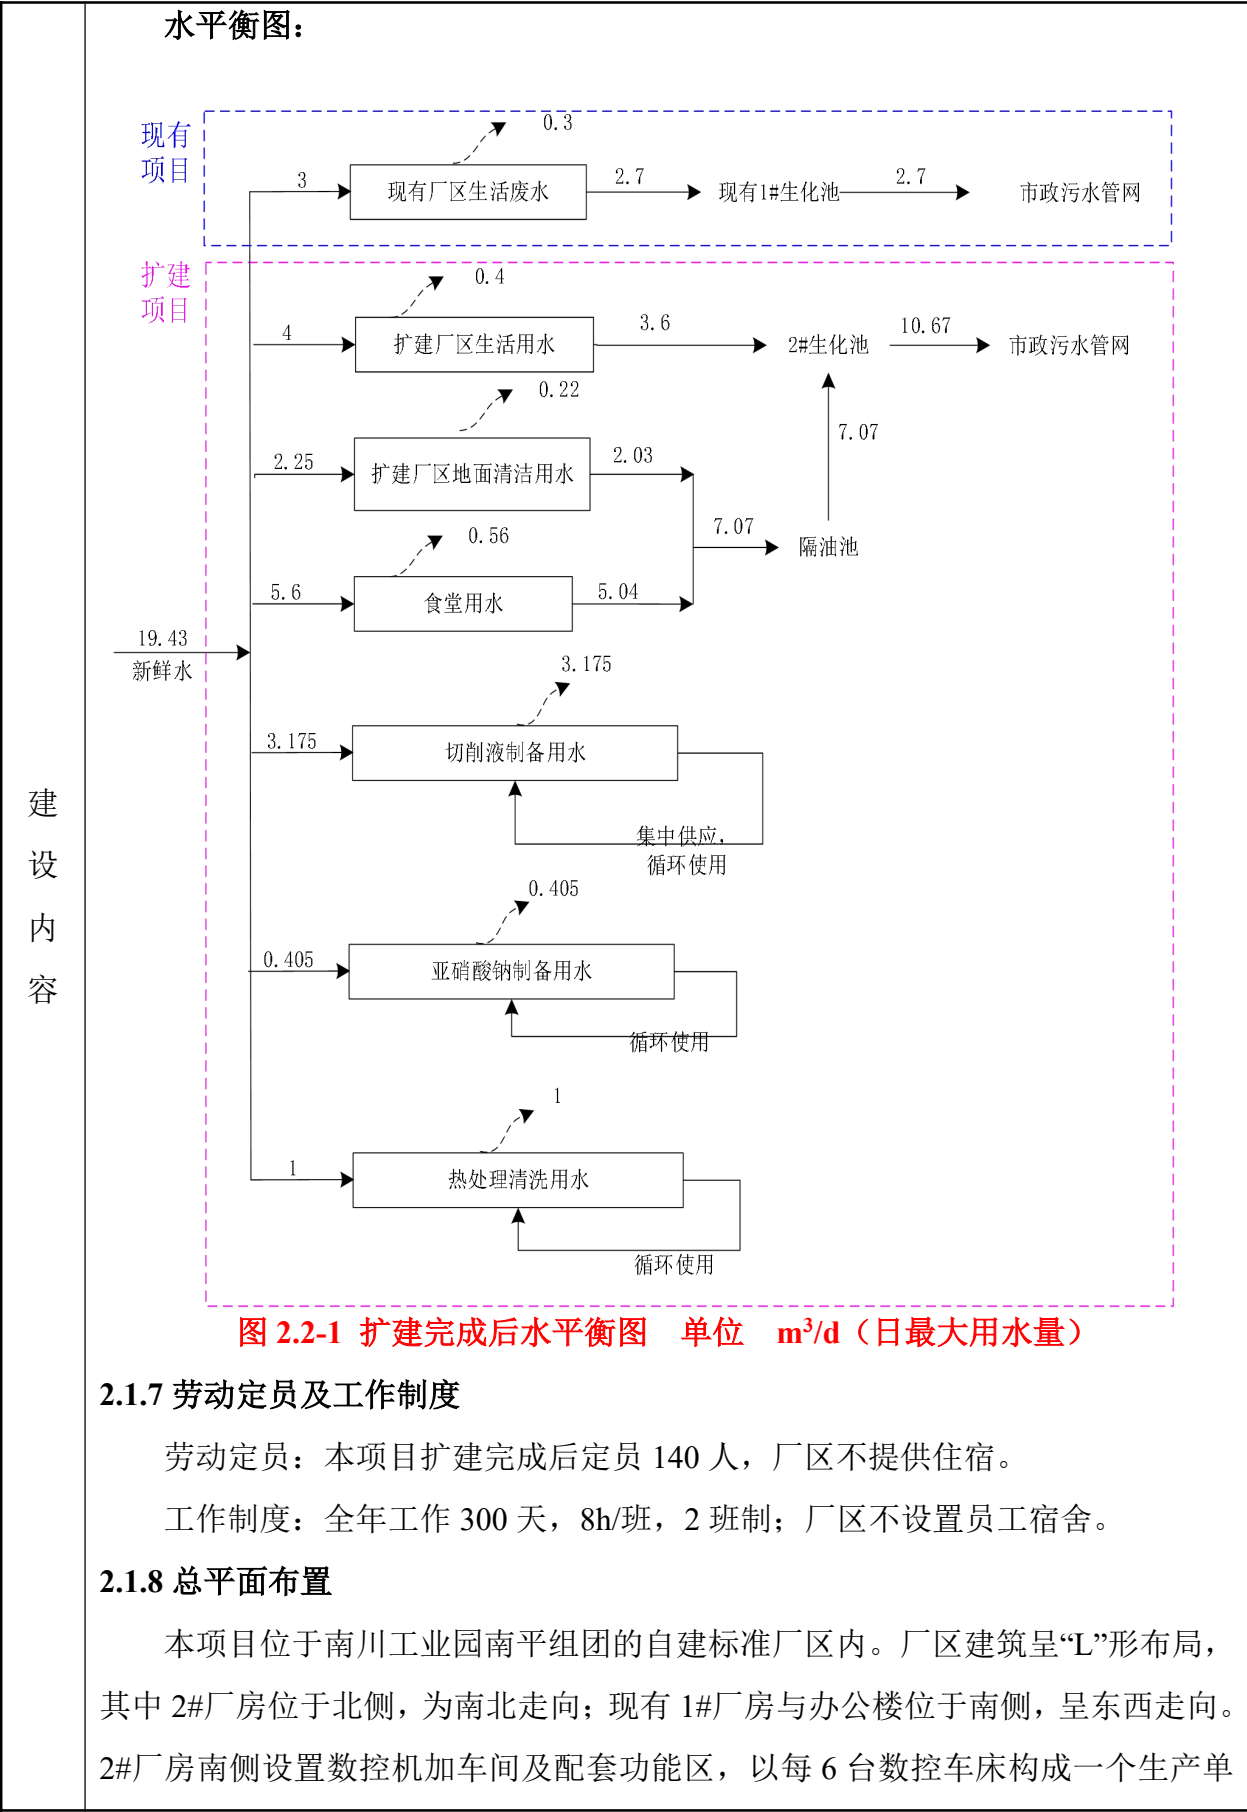 水平衡图：
现有
项目
0.3
3
现有厂区生活废水
2.7
现有1#生化池
2.7
市政污水管网
扩建
项目
0.4
4
扩建厂区生活用水
3.6
2#生化池
10.67
市政污水管网
0.22
2.25
扩建厂区地面清洁用水
2.03
7.07
7.07
隔油池
0.56
5.6
食堂用水
5.04
19.43
新鲜水
3.175
3.175
切削液制备用水
集中供应，
循环使用
0.405
0.405
亚硝酸钠制备用水
循环使用
1
1
热处理清洗用水
循环使用
图 2.2-1 扩建完成后水平衡图 单位 m³/d（日最大用水量）
建
设
内
容
2.1.7 劳动定员及工作制度
劳动定员：本项目扩建完成后定员 140 人，厂区不提供住宿。
工作制度：全年工作 300 天，8h/班，2 班制；厂区不设置员工宿舍。
2.1.8 总平面布置
本项目位于南川工业园南平组团的自建标准厂区内。厂区建筑呈“L”形布局，
其中 2#厂房位于北侧，为南北走向；现有 1#厂房与办公楼位于南侧，呈东西走向。
2#厂房南侧设置数控机加车间及配套功能区，以每 6 台数控车床构成一个生产单